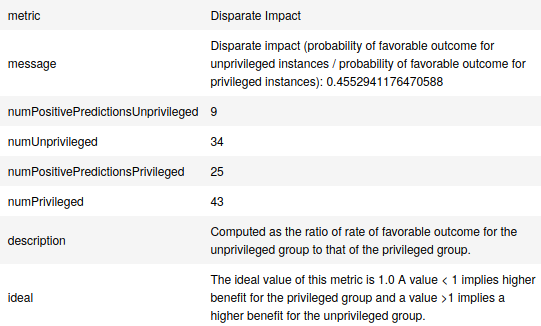 metric Disparate Impact
Disparate impact (probability of favorable outcome for
message unprivileged instances / probability of favorable outcome for
privileged instances): 0.4552941176470588
numPositivePredictionsUnprivileged 9
numUnprivileged 34
numPositivePredictionsPrivileged 25
numPrivileged 43
description Computed as the ratio of rate of favorable outcome for the
unprivileged group to that of the privileged group.
The ideal value of this metric is 1.0 A value < 1 implies higher
ideal benefit for the privileged group and a value >1 implies a
higher benefit for the unprivileged group.